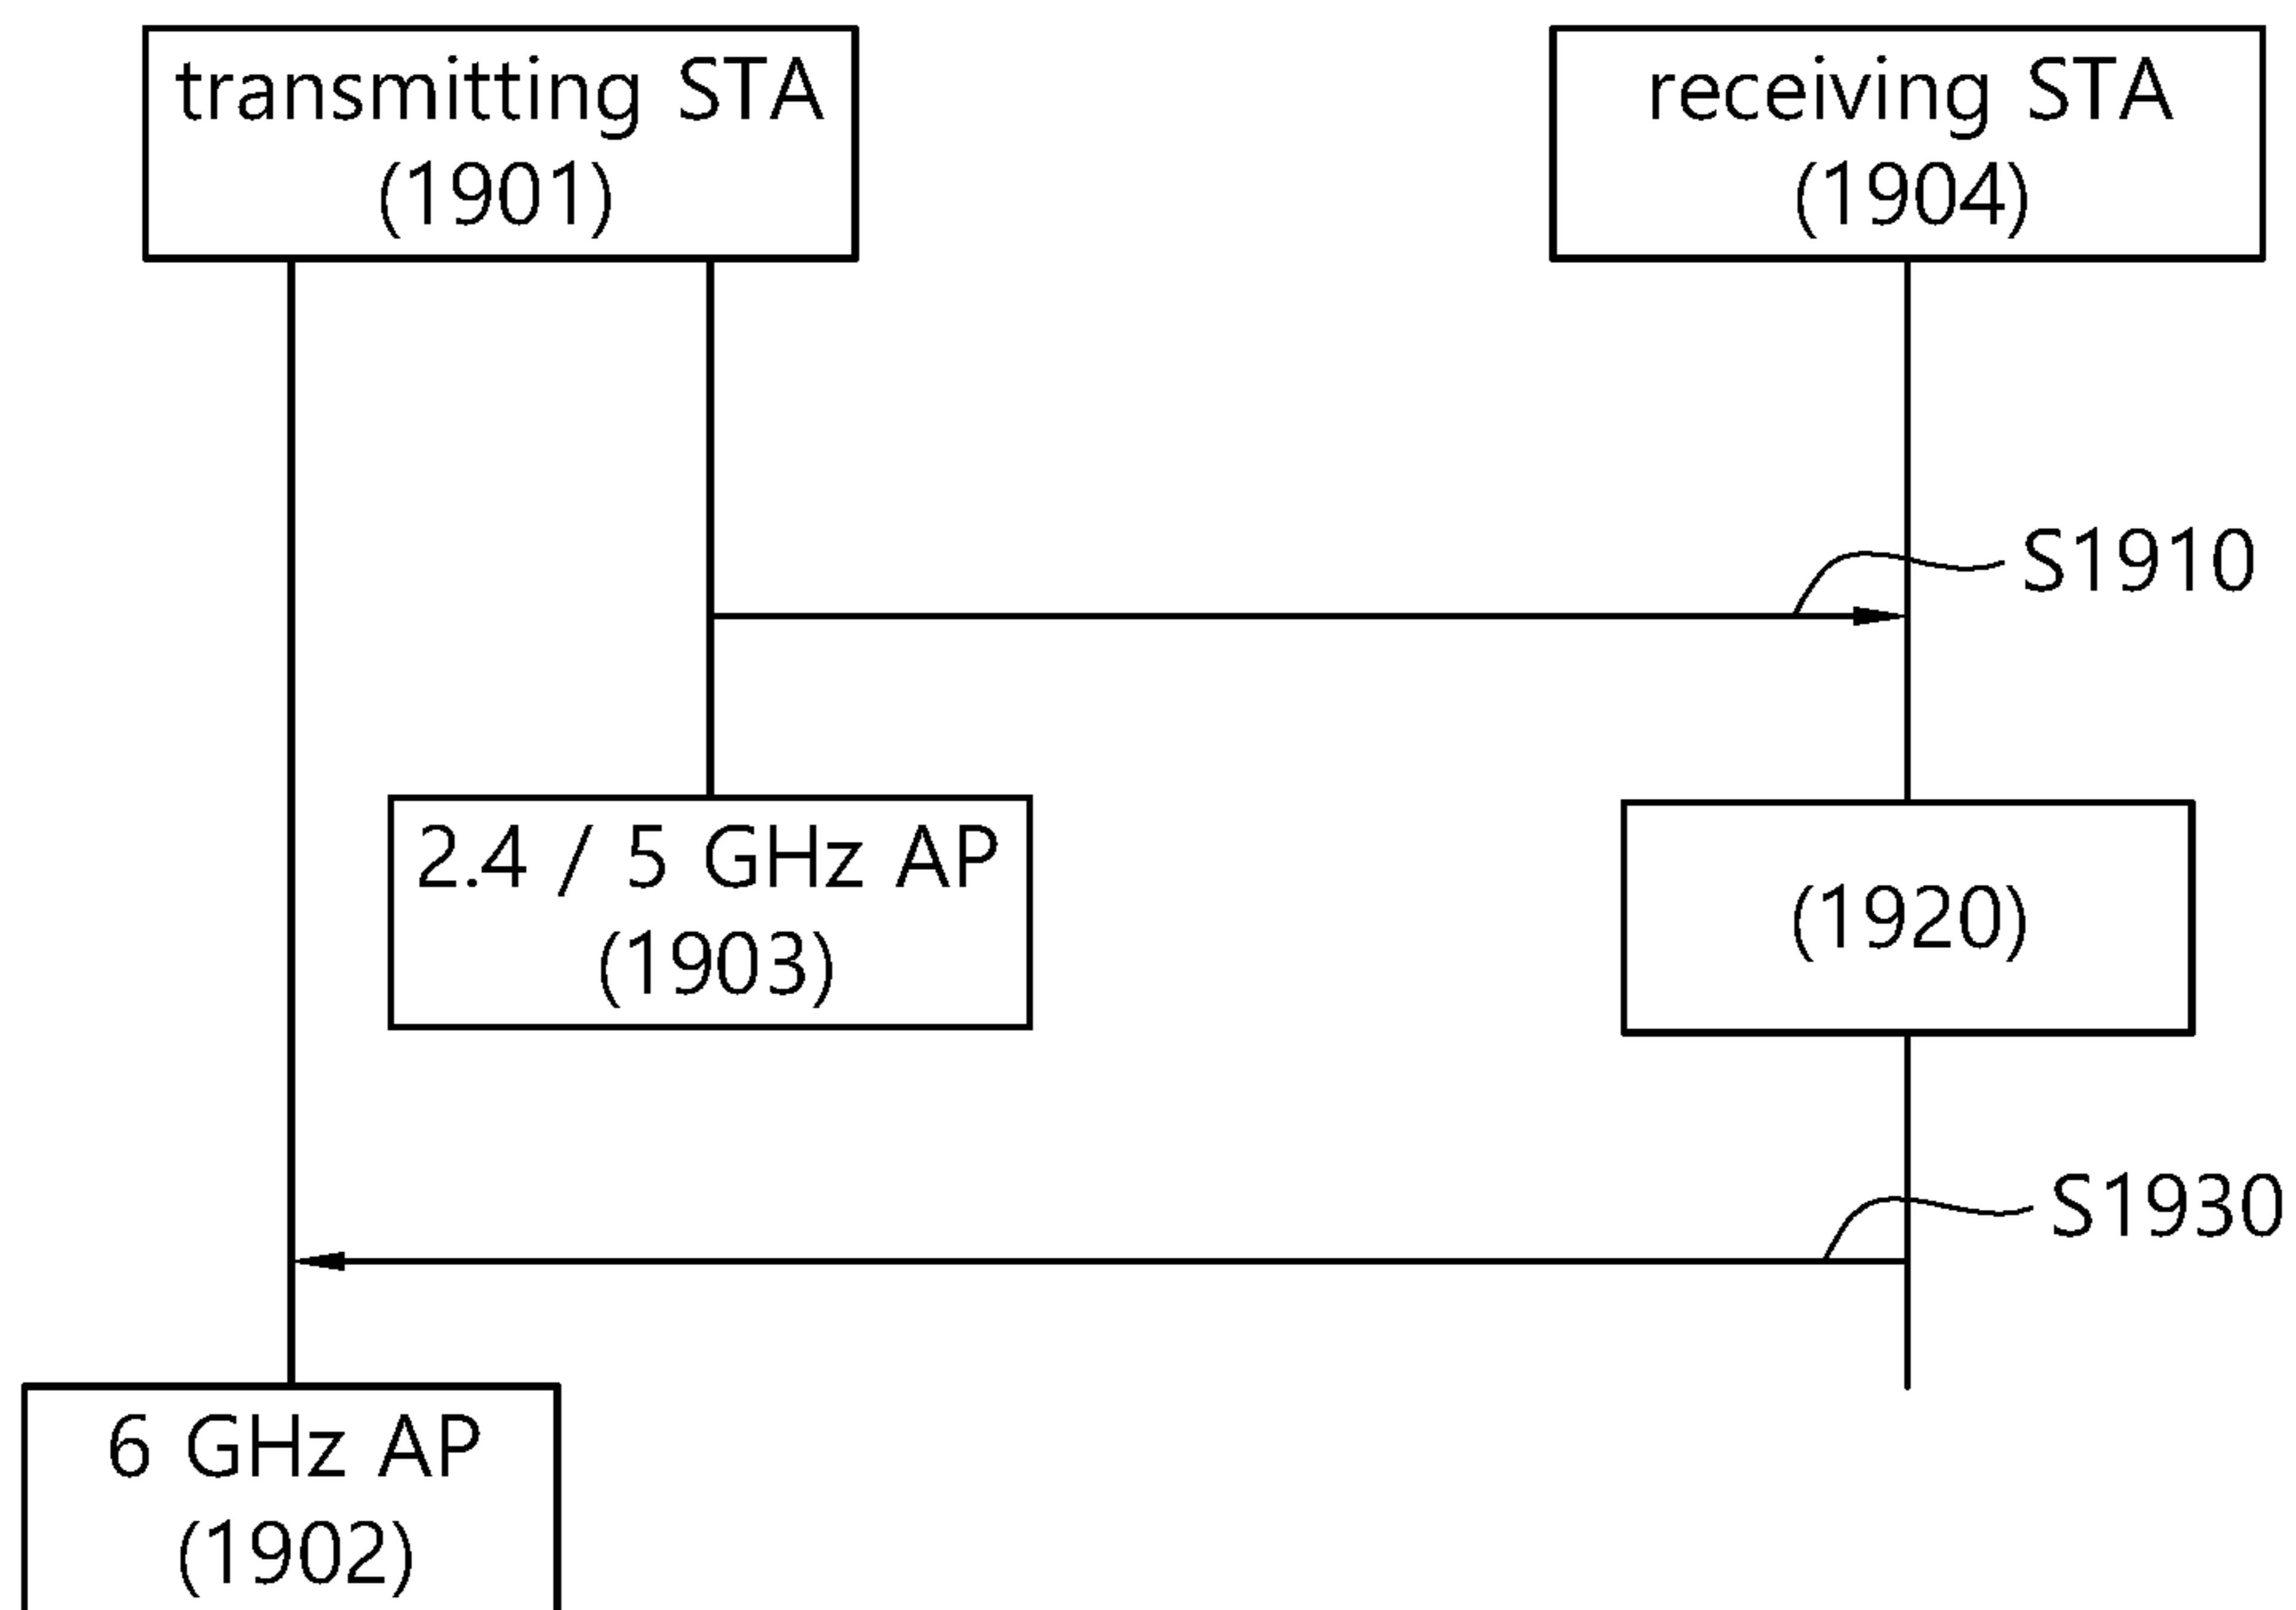 transmitting STA
(1901)
receiving STA
(1904)
S1910
2.4 / 5 GHz AP
(1903)
(1920)
S1930
6 GHz AP
(1902)